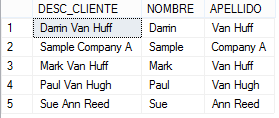 DESC_CLIENTE NOMBRE APELLIDO
1 Darrin Van Huff Darrin Van Huff
2 Sample Company A Sample Company A
3 Mark Van Huff Mark Van Huff
4 Paul Van Hugh Paul Van Hugh
5 Sue Ann Reed Sue Ann Reed